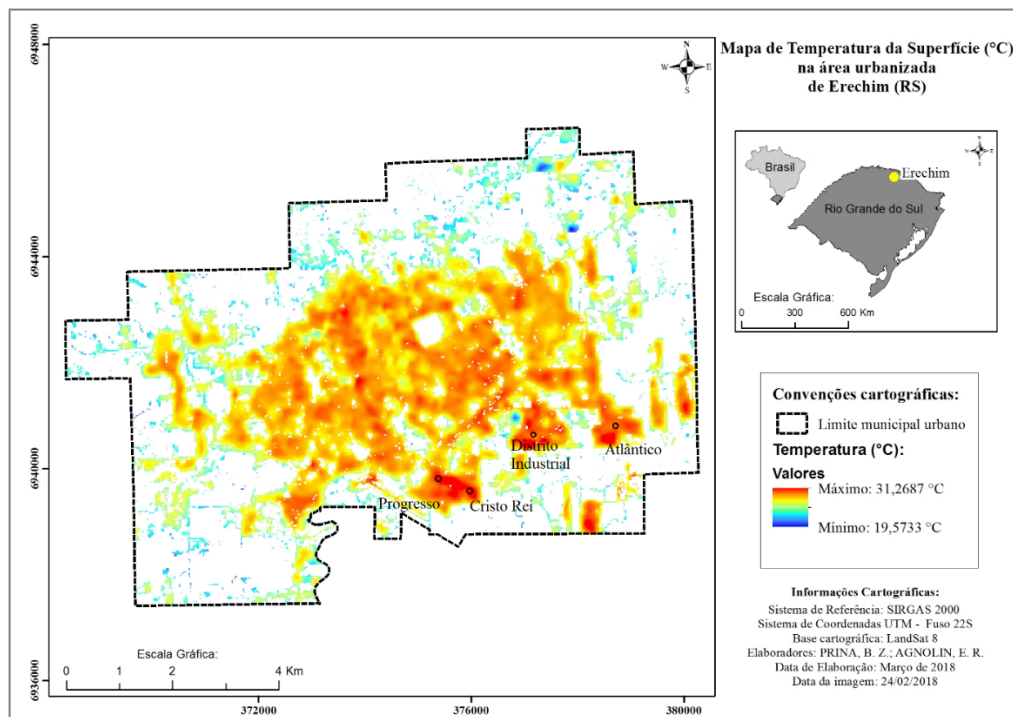 Mapa de Temperatura da Superfície (°C)
na área urbanizada
de Erechim (RS)
6948000
6944000
6940000
6936000
372000
376000
380000
N
W
E
S
Distrito
Industrial
Atlântico
Progresso
Cristo Rei
Escala Gráfica:
0 1 2 4 Km
Brasil
Erechim
Rio Grande do Sul
Escala Gráfica:
0 300 600 Km
Convenções cartográficas:
Limite municipal urbano
Temperatura (°C):
Valores
Máximo: 31,2687 °C
Mínimo: 19,5733 °C
Informações Cartográficas:
Sistema de Referência: SIRGAS 2000
Sistema de Coordenadas UTM - Fuso 22S
Base cartográfica: LandSat 8
Elaboradores: PRINA, B. Z.; AGNOLIN, E. R.
Data de Elaboração: Março de 2018
Data da imagem: 24/02/2018